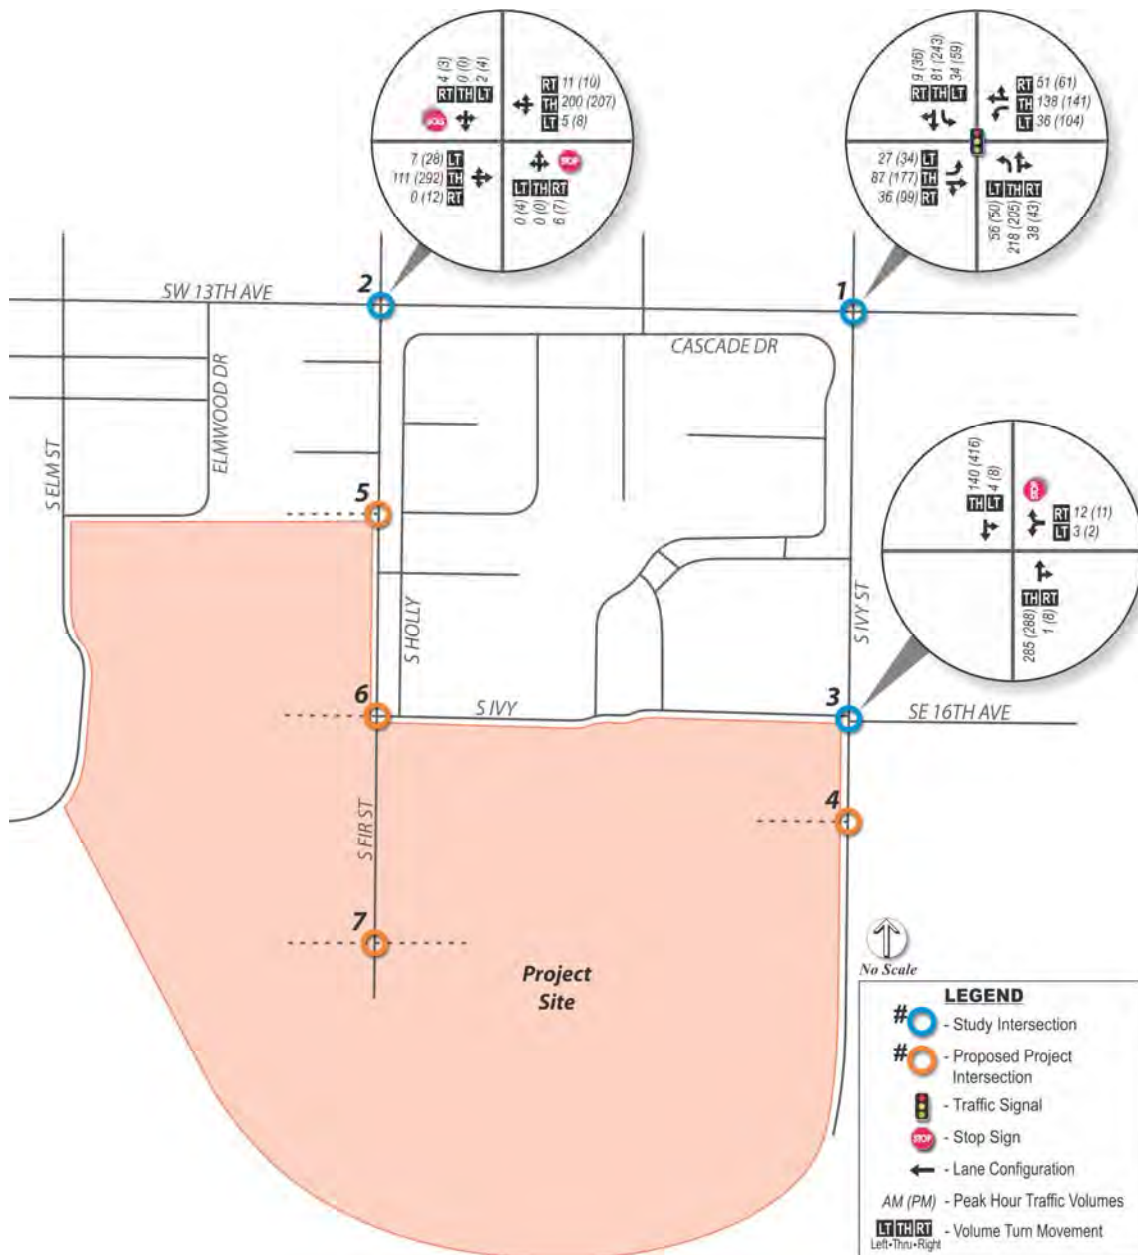 4 (3)
0 (0)
2 (4)
RT TH LT
STOP
RT 11 (10)
TH 200 (207)
LT 5 (8)
7 (28) LT
111 (292) TH
0 (12) RT
STOP
LT TH RT
0 (4)
0 (0)
6 (7)
9 (36)
81 (243)
34 (59)
RT TH LT
RT 51 (61)
TH 138 (141)
LT 36 (104)
27 (34) LT
87 (177) TH
36 (99) RT
LT TH RT
56 (50)
218 (205)
38 (43)
2
1
SW 13TH AVE
CASCADE DR
ELMWOOD DR
S ELM ST
140 (416)
4 (8)
TH LT
STOP
RT 12 (11)
LT 3 (2)
TH RT
285 (288)
1 (8)
5
S HOLLY
S IVY ST
6
S IVY
3
SE 16TH AVE
4
S FIR ST
7
Project
Site
No Scale
LEGEND
# - Study Intersection
# - Proposed Project
Intersection
- Traffic Signal
STOP - Stop Sign
- Lane Configuration
AM (PM) - Peak Hour Traffic Volumes
LT TH RT - Volume Turn Movement
Left•Thru•Right